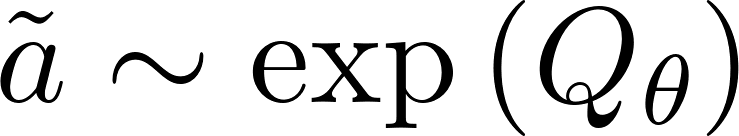 ã ~ exp (Q_θ)